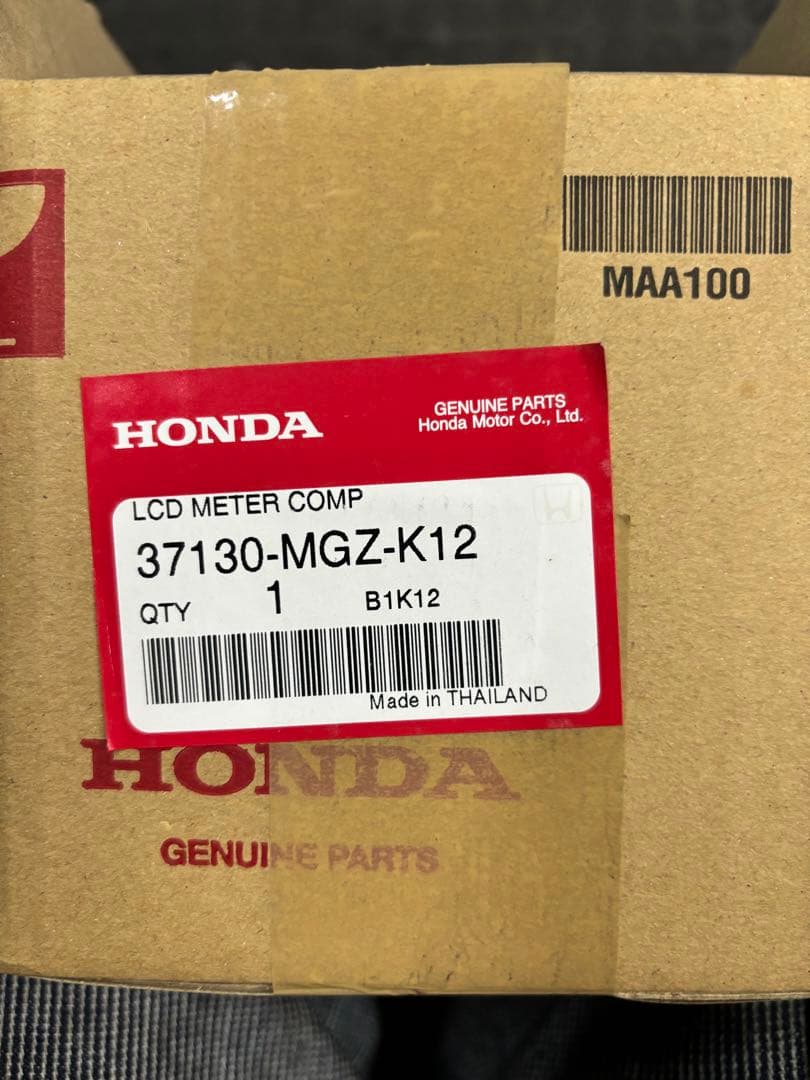 MAA100
HONDA
GENUINE PARTS
Honda Motor Co., Ltd.
LCD METER COMP
37130-MGZ-K12
QTY 1 B1K12
Made in THAILAND
HONDA
GENUINE PARTS